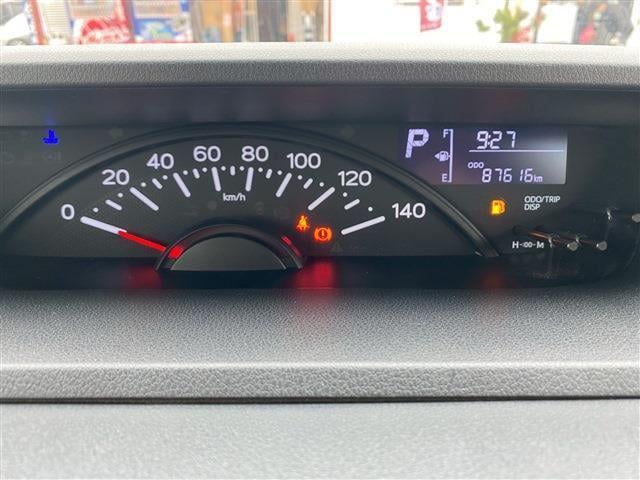 0 20 40 60 80 100 120 140
km/h
P
F
9:27
ODO
E
87616km
ODO/TRIP
DISP
H-00-M